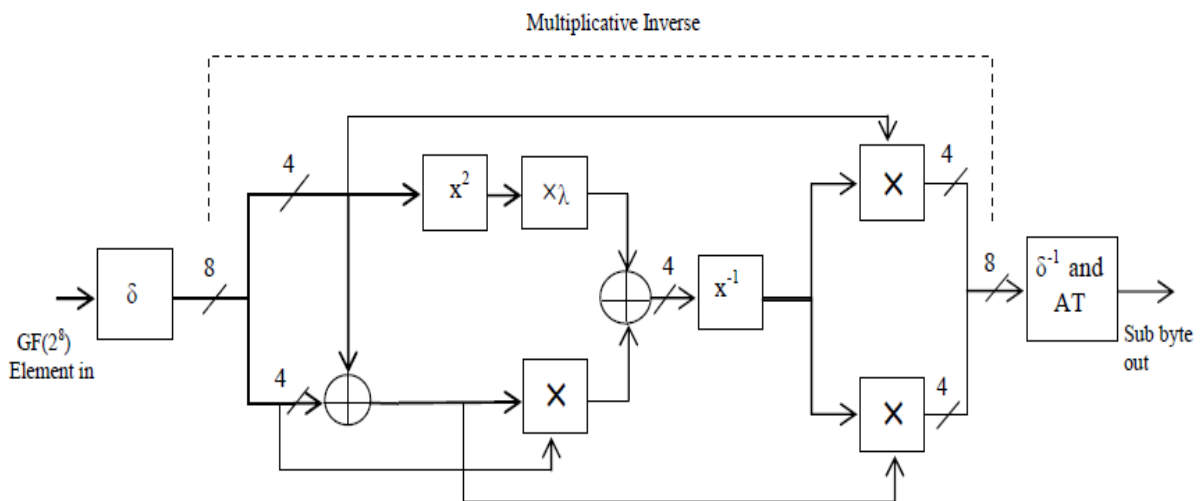 Multiplicative Inverse
4
x²
×λ
×
4
δ
8
GF(2⁸)
Element in
4
x⁻¹
8
δ⁻¹ and
AT
Sub byte
out
4
×
×
4